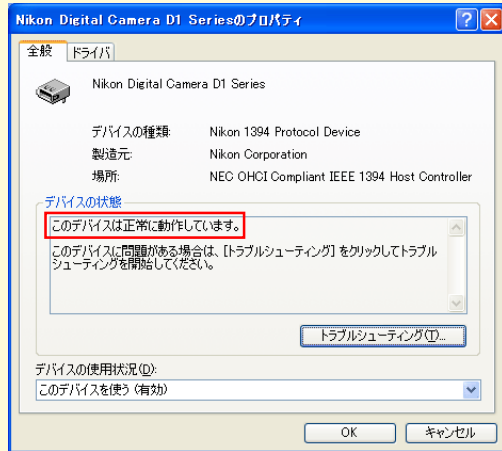 Nikon Digital Camera D1 Seriesのプロパティ
全般 ドライバ
Nikon Digital Camera D1 Series
デバイスの種類: Nikon 1394 Protocol Device
製造元: Nikon Corporation
場所: NEC OHCI Compliant IEEE 1394 Host Controller
デバイスの状態
このデバイスは正常に動作しています。
このデバイスに問題がある場合は、[トラブルシューティング] をクリックしてトラブル
シューティングを開始してください。
トラブルシューティング(T)...
デバイスの使用状況(D):
このデバイスを使う (有効)
OK キャンセル